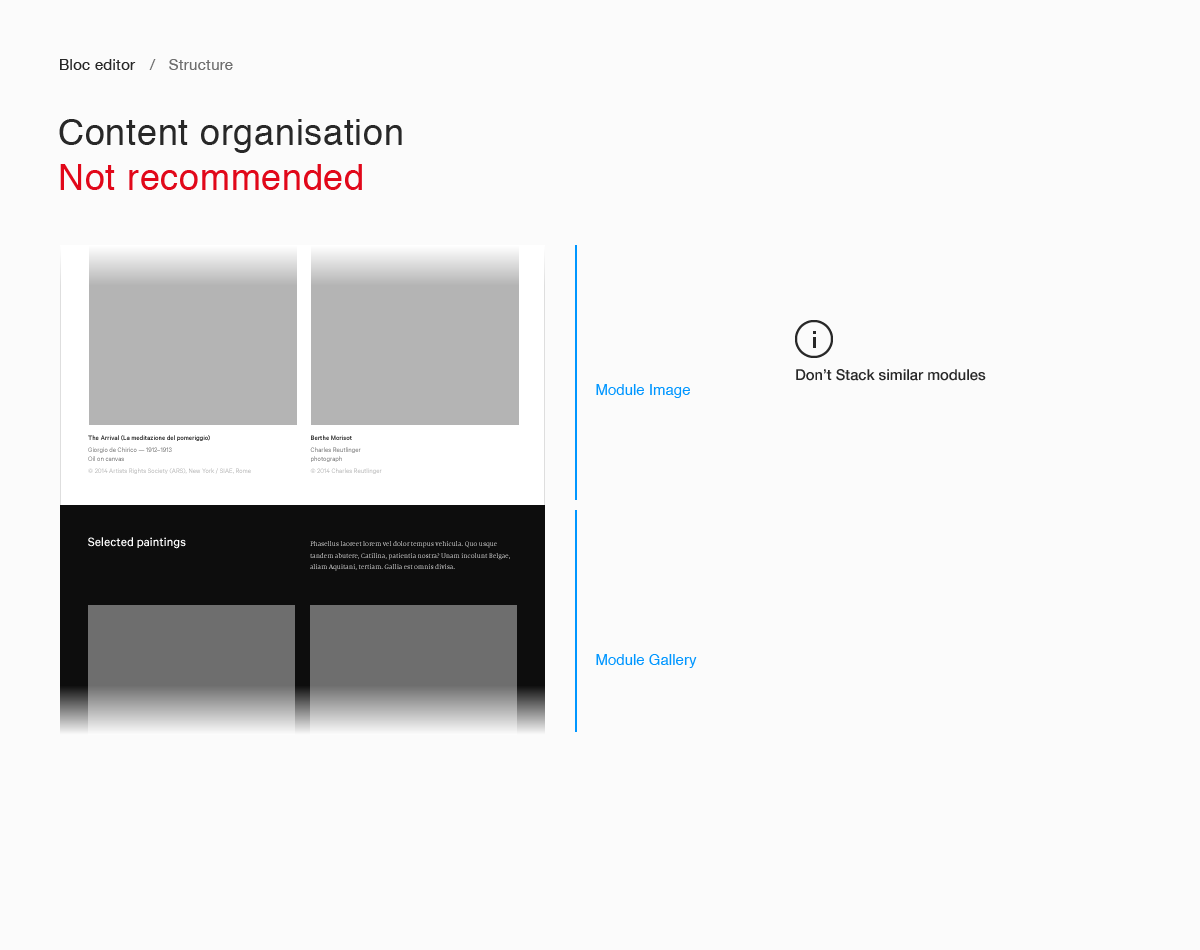 Bloc editor / Structure
Content organisation
Not recommended
The Arrival (La meditazione del pomeriggio)
Giorgio de Chirico — 1912–1913
Oil on canvas
© 2014 Artists Rights Society (ARS), New York / SIAE, Rome
Berthe Morisot
Charles Reutlinger
photograph
© 2014 Charles Reutlinger
Module Image
Don’t Stack similar modules
Selected paintings
Phasellus laoreet lorem vel dolor tempus vehicula. Quo usque
tandem abutere, Catilina, patientia nostra? Unam incolunt Belgae,
aliam Aquitani, tertiam. Gallia est omnis divisa.
Module Gallery